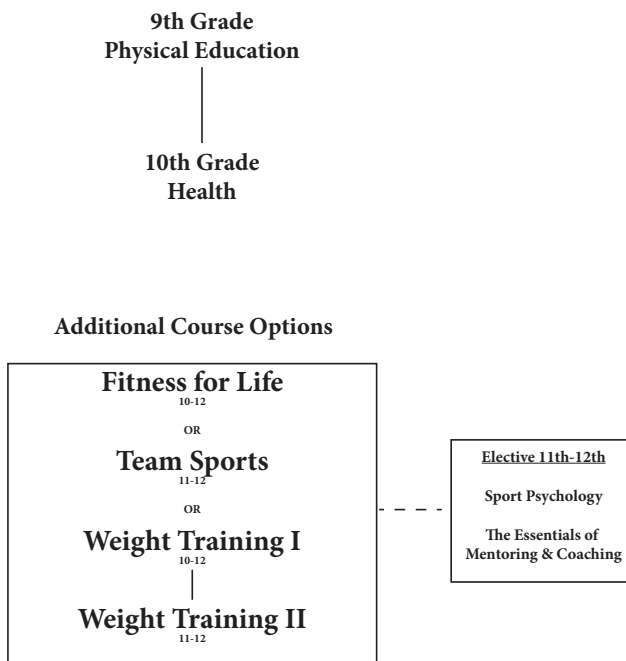 9th Grade
Physical Education
10th Grade
Health
Additional Course Options
Fitness for Life
10-12
OR
Team Sports
11-12
OR
Weight Training I
10-12
Weight Training II
11-12
Elective 11th-12th
Sport Psychology
The Essentials of
Mentoring & Coaching